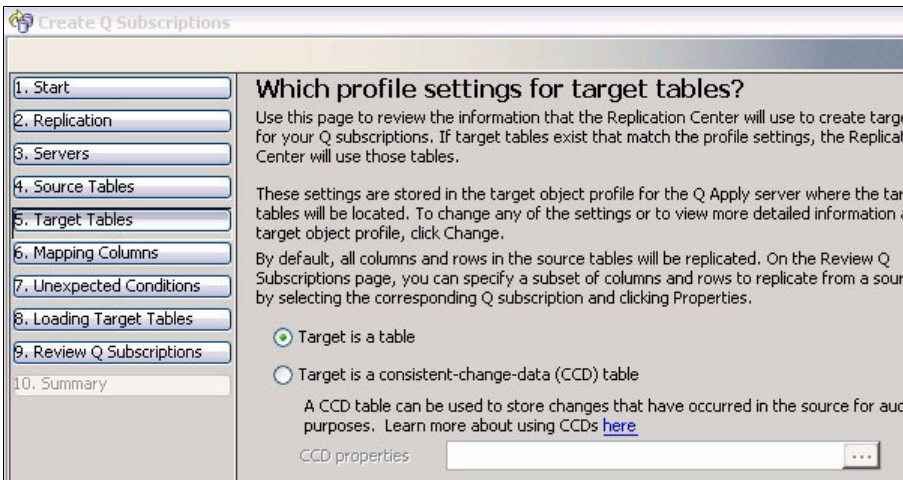 Create Q Subscriptions
1. Start
2. Replication
3. Servers
4. Source Tables
5. Target Tables
6. Mapping Columns
7. Unexpected Conditions
8. Loading Target Tables
9. Review Q Subscriptions
10. Summary
Which profile settings for target tables?
Use this page to review the information that the Replication Center will use to create targe
for your Q subscriptions. If target tables exist that match the profile settings, the Replicat
Center will use those tables.
These settings are stored in the target object profile for the Q Apply server where the tar
tables will be located. To change any of the settings or to view more detailed information a
target object profile, click Change.
By default, all columns and rows in the source tables will be replicated. On the Review Q
Subscriptions page, you can specify a subset of columns and rows to replicate from a sour
by selecting the corresponding Q subscription and clicking Properties.
Target is a table
Target is a consistent-change-data (CCD) table
A CCD table can be used to store changes that have occurred in the source for aud
purposes. Learn more about using CCDs here
CCD properties
...